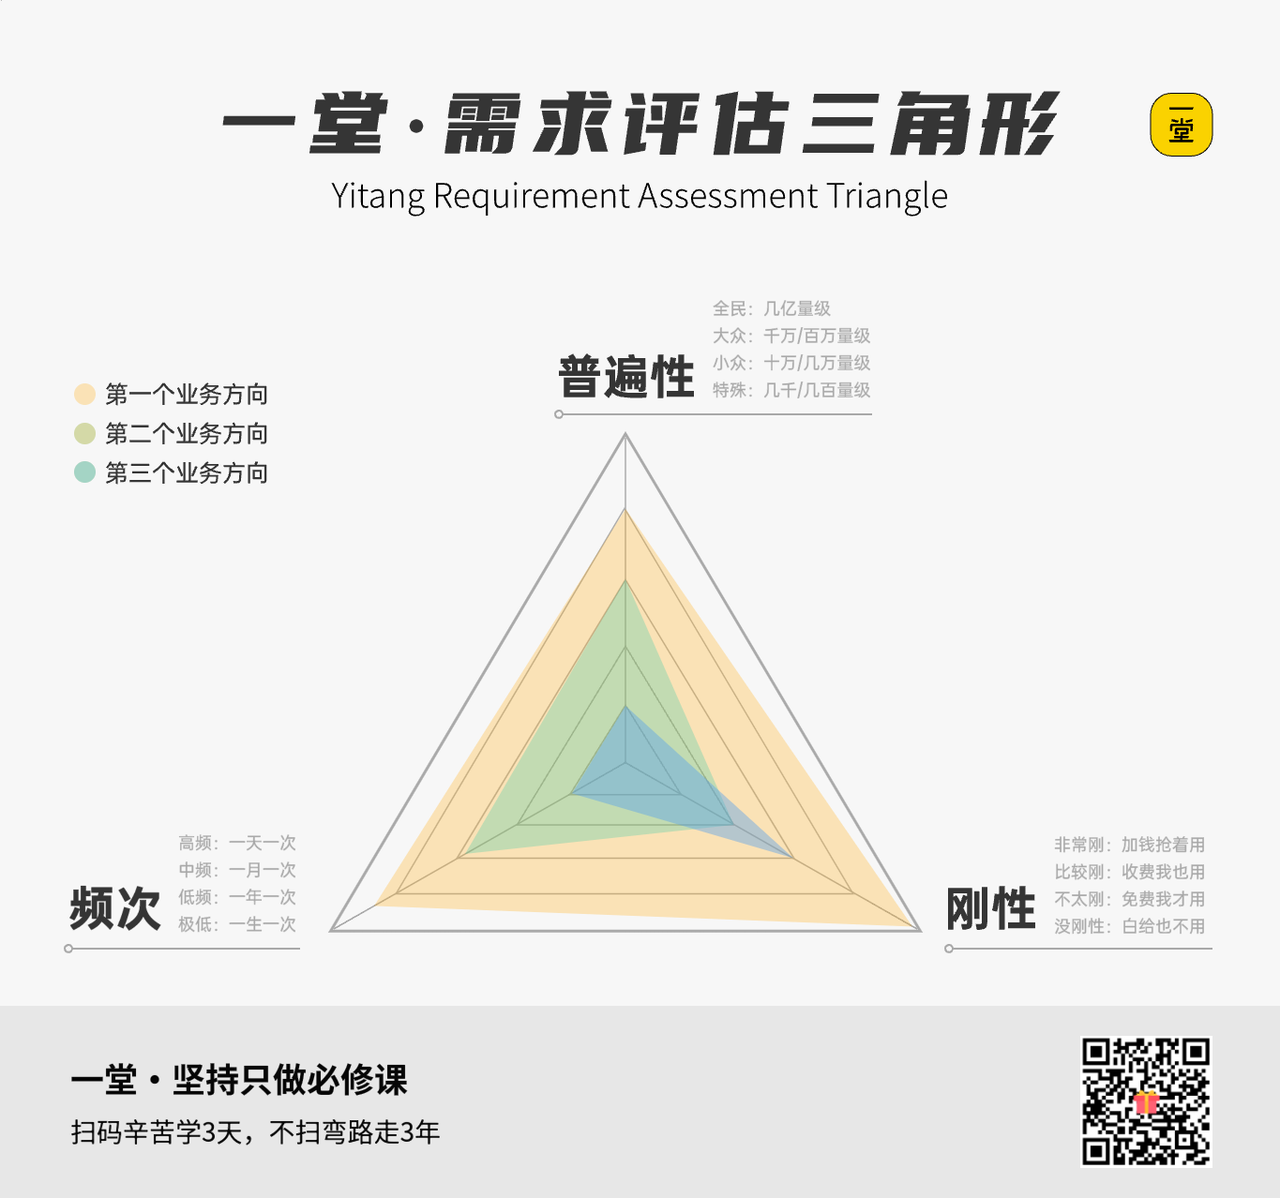 一堂·需求评估三角形
一堂
Yitang Requirement Assessment Triangle
全民：几亿量级
大众：千万/百万量级
小众：十万/几万量级
特殊：几千/几百量级
普遍性
第一个业务方向
第二个业务方向
第三个业务方向
高频：一天一次
中频：一月一次
低频：一年一次
极低：一生一次
频次
非常刚：加钱抢着用
比较刚：收费我也用
不太刚：免费我才用
没刚性：白给也不用
刚性
一堂·坚持只做必修课
扫码辛苦学3天，不扫弯路走3年